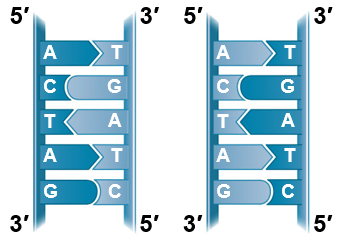 5′ 3′ 5′ 3′
A T A T
C G C G
T A T A
A T A T
G C G C
3′ 5′ 3′ 5′